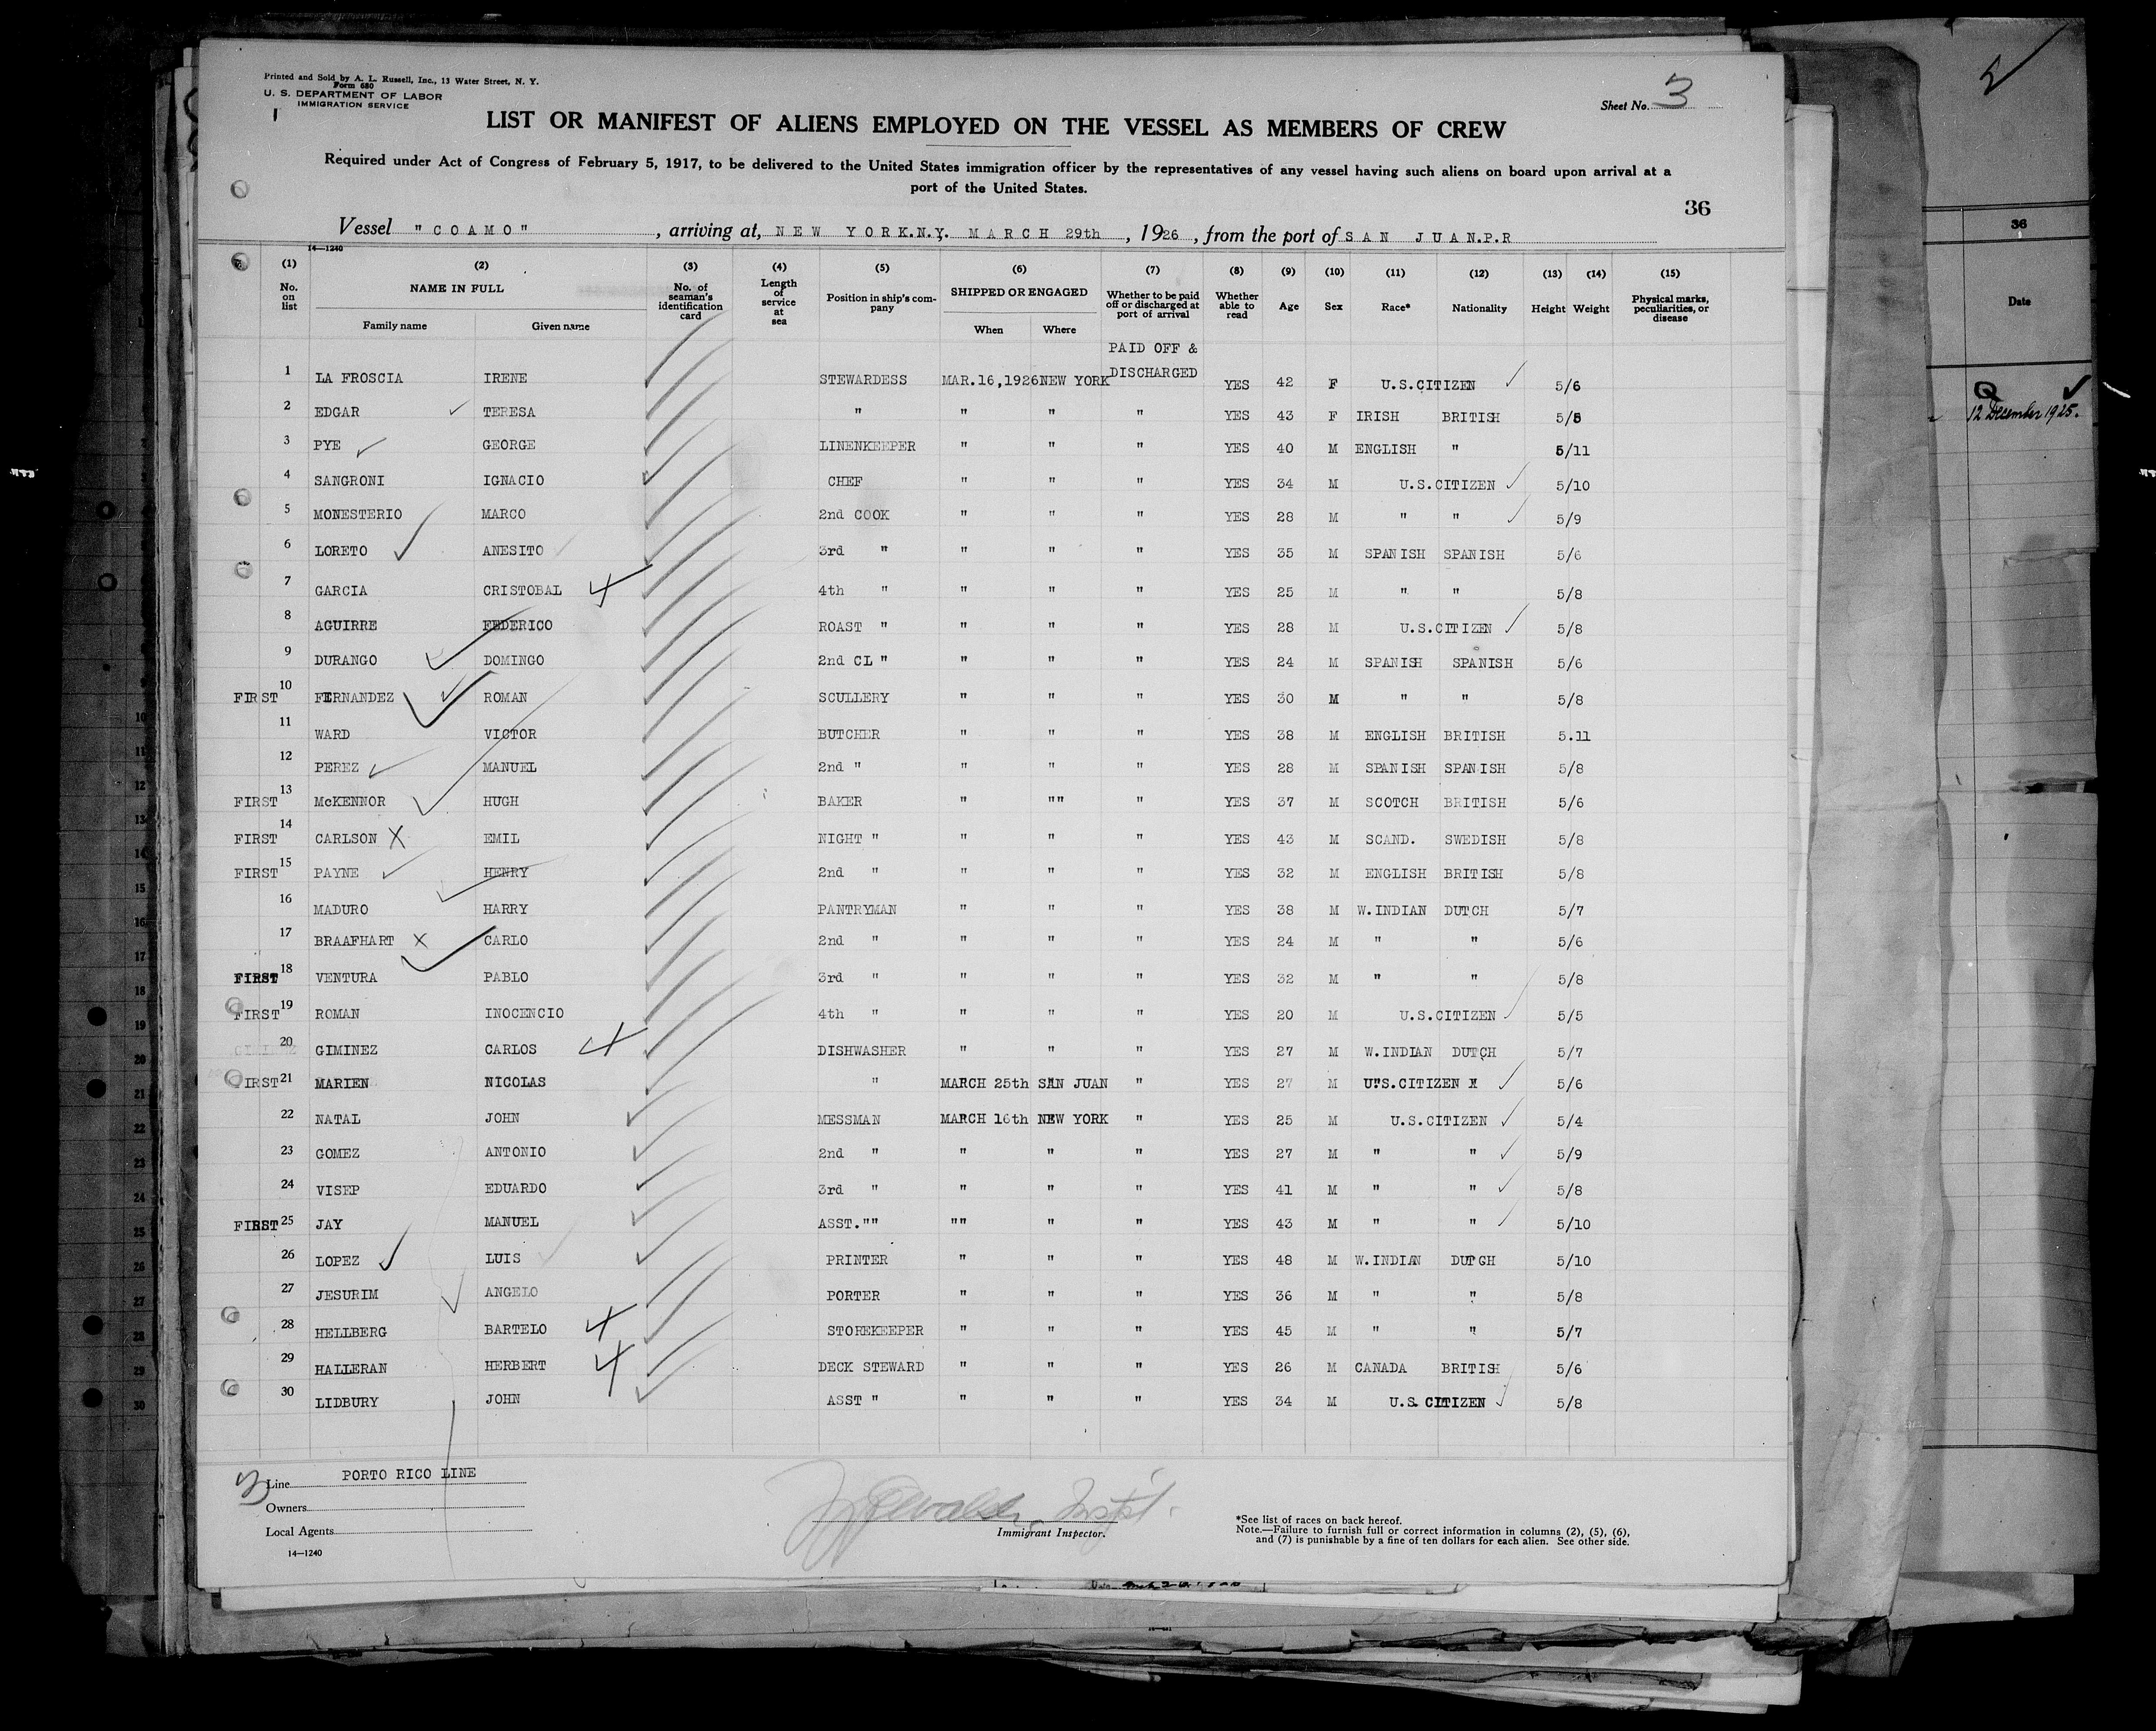 Printed and Sold by A. L. Russell, Inc., 13 Water Street, N. Y.
Form 680
U. S. DEPARTMENT OF LABOR
IMMIGRATION SERVICE
Sheet No. 3
LIST OR MANIFEST OF ALIENS EMPLOYED ON THE VESSEL AS MEMBERS OF CREW
Required under Act of Congress of February 5, 1917, to be delivered to the United States immigration officer by the representatives of any vessel having such aliens on board upon arrival at a
port of the United States.
36
Vessel "COAMO" , arriving at, NEW YORK.N.Y. MARCH 29th , 1926 , from the port of SAN JUAN.P.R
14—1240
(1) (2) (3) (4) (5) (6) (7) (8) (9) (10) (11) (12) (13) (14) (15)
No. on list NAME IN FULL Family name Given name No. of seaman's identification card Length of service at sea Position in ship's company SHIPPED OR ENGAGED When Where Whether to be paid off or discharged at port of arrival Whether able to read Age Sex Race* Nationality Height Weight Physical marks, peculiarities, or disease
PAID OFF &
1 LA FROSCIA IRENE STEWARDESS MAR.16,1926 NEW YORK DISCHARGED YES 42 F U.S.CITIZEN 5/6
2 EDGAR TERESA " " " " YES 43 F IRISH BRITISH 5/5
3 PYE GEORGE LINENKEEPER " " " YES 40 M ENGLISH " 5/11
4 SANGRONI IGNACIO CHEF " " " YES 34 M U.S.CITIZEN 5/10
5 MONESTERIO MARCO 2nd COOK " " " YES 28 M " " 5/9
6 LORETO ANESITO 3rd " " " " YES 35 M SPANISH SPANISH 5/6
7 GARCIA CRISTOBAL 4th " " " " YES 25 M " " 5/8
8 AGUIRRE FEDERICO ROAST " " " " YES 28 M U.S.CITIZEN 5/8
9 DURANGO DOMINGO 2nd CL " " " " YES 24 M SPANISH SPANISH 5/6
FIRST 10 FERNANDEZ ROMAN SCULLERY " " " YES 30 M " " 5/8
11 WARD VICTOR BUTCHER " " " YES 38 M ENGLISH BRITISH 5.11
12 PEREZ MANUEL 2nd " " " " YES 28 M SPANISH SPANISH 5/8
FIRST 13 McKENNOR HUGH BAKER " "" " YES 37 M SCOTCH BRITISH 5/6
FIRST 14 CARLSON EMIL NIGHT " " " " YES 43 M SCAND. SWEDISH 5/8
FIRST 15 PAYNE HENRY 2nd " " " " YES 32 M ENGLISH BRITISH 5/8
16 MADURO HARRY PANTRYMAN " " " YES 38 M W.INDIAN DUTCH 5/7
17 BRAAFHART CARLO 2nd " " " " YES 24 M " " 5/6
FIRST 18 VENTURA PABLO 3rd " " " " YES 32 M " " 5/8
FIRST 19 ROMAN INOCENCIO 4th " " " " YES 20 M U.S.CITIZEN 5/5
20 GIMINEZ CARLOS DISHWASHER " " " YES 27 M W.INDIAN DUTCH 5/7
FIRST 21 MARIEN NICOLAS " MARCH 25th SAN JUAN " YES 27 M U.S.CITIZEN 5/6
22 NATAL JOHN MESSMAN MARCH 16th NEW YORK " YES 25 M U.S.CITIZEN 5/4
23 GOMEZ ANTONIO 2nd " " " " YES 27 M " " 5/9
24 VISEP EDUARDO 3rd " " " " YES 41 M " " 5/8
FIRST 25 JAY MANUEL ASST."" "" " " YES 43 M " " 5/10
26 LOPEZ LUIS PRINTER " " " YES 48 M W.INDIAN DUTCH 5/10
27 JESURIM ANGELO PORTER " " " YES 36 M " " 5/8
28 HELLBERG BARTELO STOREKEEPER " " " YES 45 M " " 5/7
29 HALLERAN HERBERT DECK STEWARD " " " YES 26 M CANADA BRITISH 5/6
30 LIDBURY JOHN ASST " " " " YES 34 M U.S. CITIZEN 5/8
Line PORTO RICO LINE
Owners
Local Agents
14—1240
Immigrant Inspector.
*See list of races on back hereof.
Note.—Failure to furnish full or correct information in columns (2), (5), (6),
and (7) is punishable by a fine of ten dollars for each alien. See other side.
36
Date
12 December 1925.